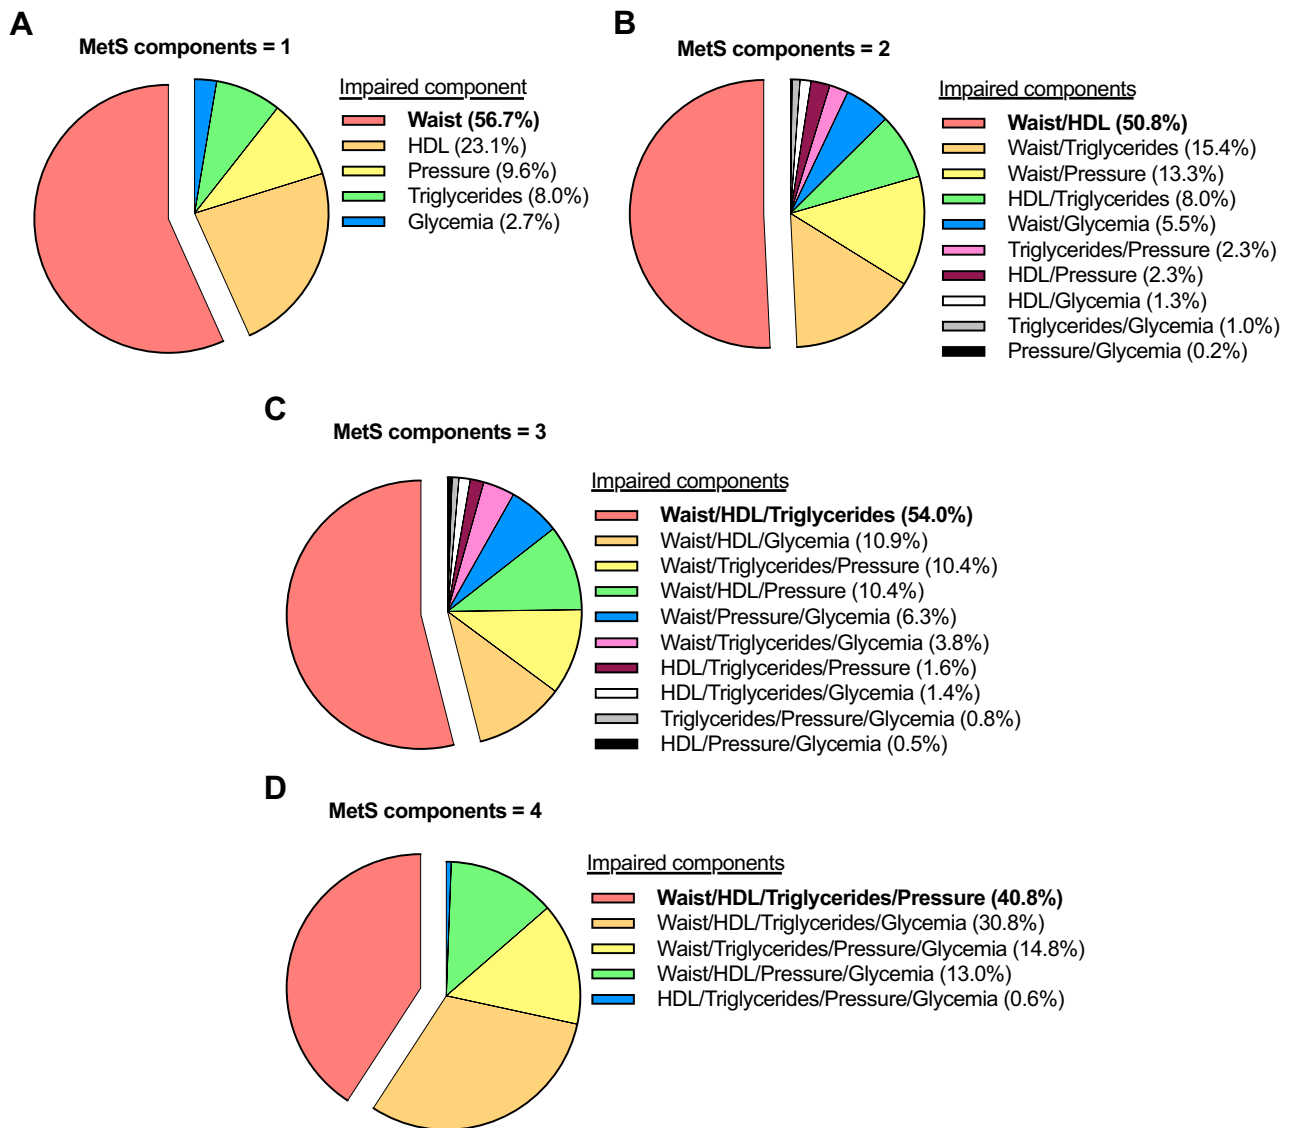 A
MetS components = 1
Impaired component
Waist (56.7%)
HDL (23.1%)
Pressure (9.6%)
Triglycerides (8.0%)
Glycemia (2.7%)
B
MetS components = 2
Impaired components
Waist/HDL (50.8%)
Waist/Triglycerides (15.4%)
Waist/Pressure (13.3%)
HDL/Triglycerides (8.0%)
Waist/Glycemia (5.5%)
Triglycerides/Pressure (2.3%)
HDL/Pressure (2.3%)
HDL/Glycemia (1.3%)
Triglycerides/Glycemia (1.0%)
Pressure/Glycemia (0.2%)
C
MetS components = 3
Impaired components
Waist/HDL/Triglycerides (54.0%)
Waist/HDL/Glycemia (10.9%)
Waist/Triglycerides/Pressure (10.4%)
Waist/HDL/Pressure (10.4%)
Waist/Pressure/Glycemia (6.3%)
Waist/Triglycerides/Glycemia (3.8%)
HDL/Triglycerides/Pressure (1.6%)
HDL/Triglycerides/Glycemia (1.4%)
Triglycerides/Pressure/Glycemia (0.8%)
HDL/Pressure/Glycemia (0.5%)
D
MetS components = 4
Impaired components
Waist/HDL/Triglycerides/Pressure (40.8%)
Waist/HDL/Triglycerides/Glycemia (30.8%)
Waist/Triglycerides/Pressure/Glycemia (14.8%)
Waist/HDL/Pressure/Glycemia (13.0%)
HDL/Triglycerides/Pressure/Glycemia (0.6%)